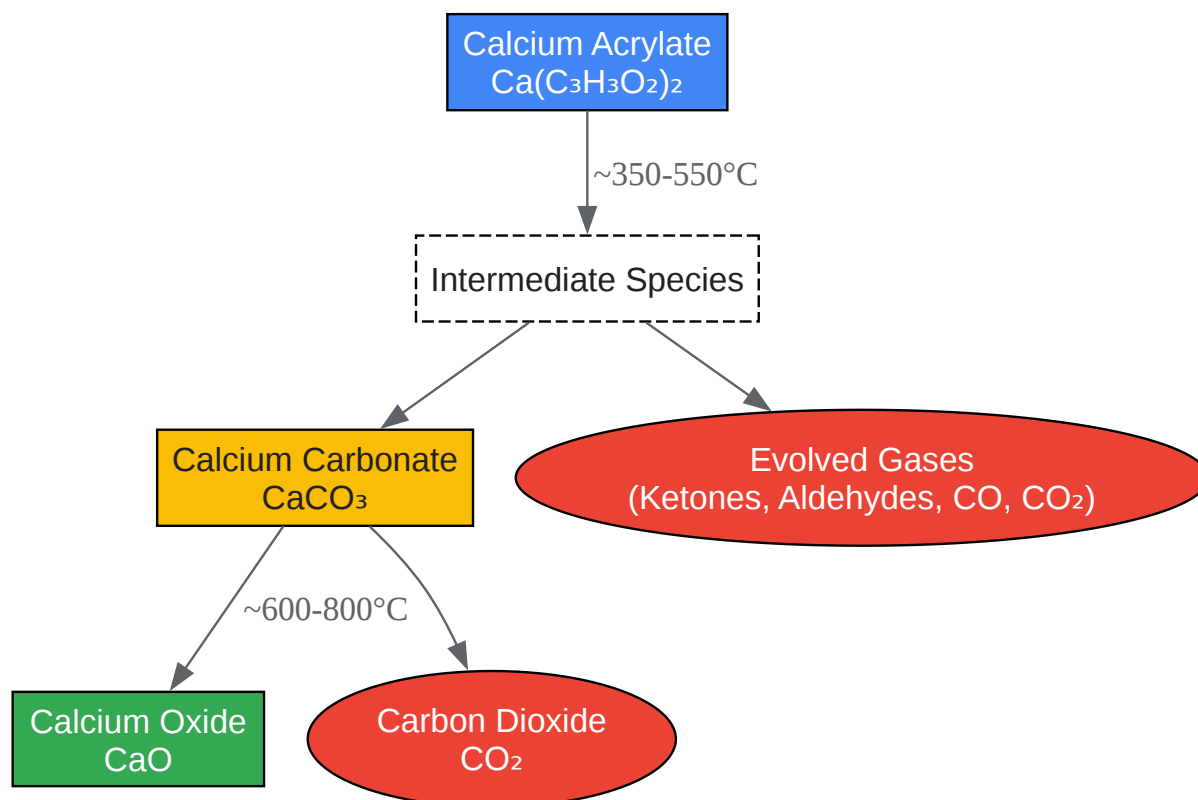 Calcium Acrylate
Ca(C₃H₃O₂)₂
~350-550°C
Intermediate Species
Calcium Carbonate
CaCO₃
Evolved Gases
(Ketones, Aldehydes, CO, CO₂)
~600-800°C
Calcium Oxide
CaO
Carbon Dioxide
CO₂